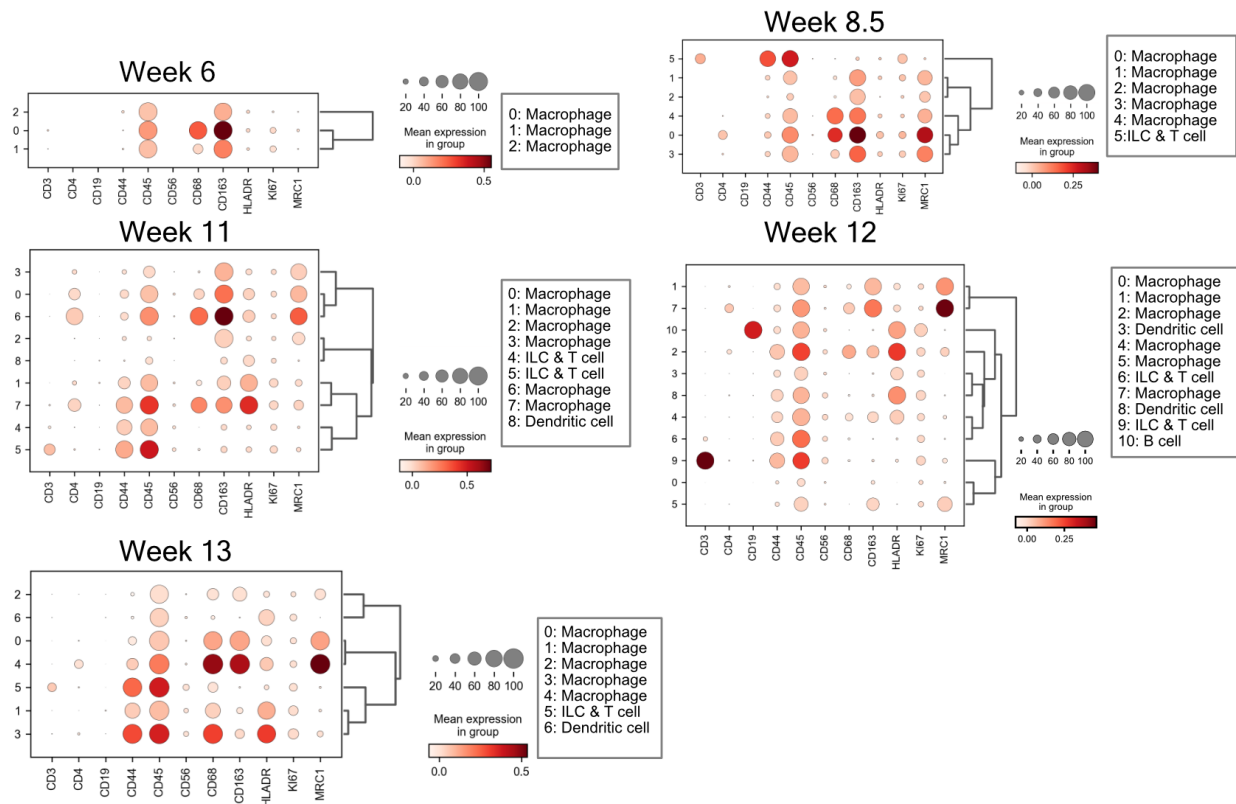 Week 6
2
0
1
CD3
CD4
CD19
CD44
CD45
CD56
CD68
CD163
HLADR
KI67
MRC1
20 40 60 80 100
Mean expression
in group
0.0 0.5
0: Macrophage
1: Macrophage
2: Macrophage
Week 8.5
5
1
2
4
0
3
CD3
CD4
CD19
CD44
CD45
CD56
CD68
CD163
HLADR
KI67
MRC1
20 40 60 80 100
Mean expression
in group
0.00 0.25
0: Macrophage
1: Macrophage
2: Macrophage
3: Macrophage
4: Macrophage
5:ILC & T cell
Week 11
3
0
6
2
8
1
7
4
5
CD3
CD4
CD19
CD44
CD45
CD56
CD68
CD163
HLADR
KI67
MRC1
20 40 60 80 100
Mean expression
in group
0.0 0.5
0: Macrophage
1: Macrophage
2: Macrophage
3: Macrophage
4: ILC & T cell
5: ILC & T cell
6: Macrophage
7: Macrophage
8: Dendritic cell
Week 12
1
7
10
2
3
8
4
6
9
0
5
CD3
CD4
CD19
CD44
CD45
CD56
CD68
CD163
HLADR
KI67
MRC1
20 40 60 80 100
Mean expression
in group
0.00 0.25
0: Macrophage
1: Macrophage
2: Macrophage
3: Dendritic cell
4: Macrophage
5: Macrophage
6: ILC & T cell
7: Macrophage
8: Dendritic cell
9: ILC & T cell
10: B cell
Week 13
2
6
0
4
5
1
3
CD3
CD4
CD19
CD44
CD45
CD56
CD68
CD163
HLADR
KI67
MRC1
20 40 60 80 100
Mean expression
in group
0.0 0.5
0: Macrophage
1: Macrophage
2: Macrophage
3: Macrophage
4: Macrophage
5: ILC & T cell
6: Dendritic cell